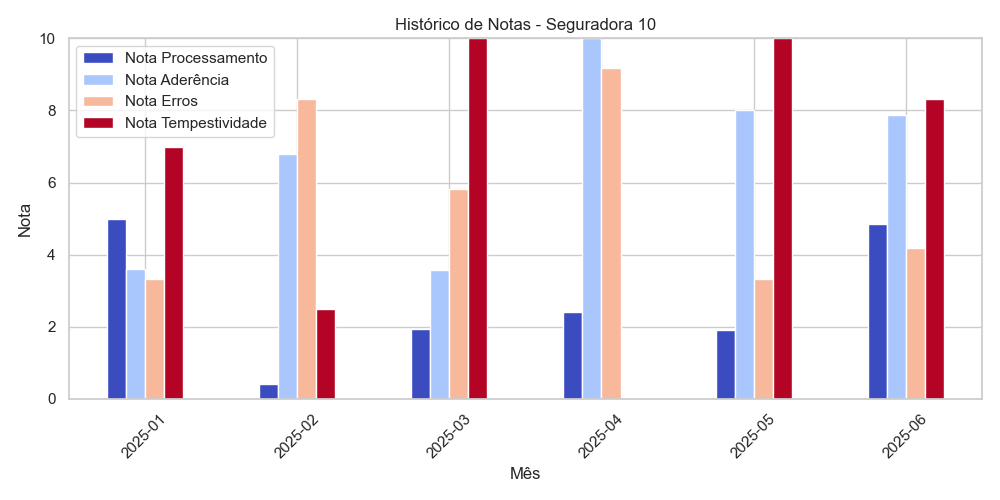 Histórico de Notas - Seguradora 10
Nota Processamento
Nota Aderência
Nota Erros
Nota Tempestividade
Nota
10
8
6
4
2
0
2025-01
2025-02
2025-03
2025-04
2025-05
2025-06
Mês